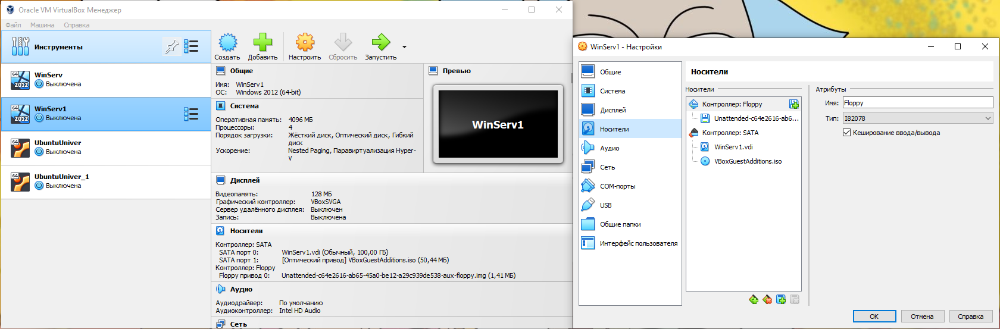 Oracle VM VirtualBox Менеджер
Файл Машина Справка
Инструменты
64
2012
WinServ
Выключена
64
2012
WinServ1
Выключена
64
UbuntuUniver
Выключена
64
UbuntuUniver_1
Выключена
Создать Добавить Настроить Сбросить Запустить
Общие
Имя: WinServ1
ОС: Windows 2012 (64-bit)
Система
Оперативная память: 4096 МБ
Процессоры: 4
Порядок загрузки: Жёсткий диск, Оптический диск, Гибкий
диск
Ускорение: Nested Paging, Паравиртуализация Hyper-
V
Превью
WinServ1
Дисплей
Видеопамять: 128 МБ
Графический контроллер: VBoxSVGA
Сервер удалённого дисплея: Выключен
Запись: Выключена
Носители
Контроллер: SATA
SATA порт 0: WinServ1.vdi (Обычный, 100,00 ГБ)
SATA порт 1: [Оптический привод] VBoxGuestAdditions.iso (50,44 МБ)
Контроллер: Floppy
Floppy привод 0: Unattended-c64e2616-ab65-45a0-be12-a29c939de538-aux-floppy.img (1,41 МБ)
Аудио
Аудиодрайвер: По умолчанию
Аудиоконтроллер: Intel HD Audio
Сеть
WinServ1 - Настройки
Общие
Система
Дисплей
Носители
Аудио
Сеть
COM-порты
USB
Общие папки
Интерфейс пользователя
Носители
Носители
Контроллер: Floppy
Unattended-c64e2616-ab6...
Контроллер: SATA
WinServ1.vdi
VBoxGuestAdditions.iso
Атрибуты
Имя: Floppy
Тип: I82078
Кеширование ввода/вывода
OK Отмена Справка